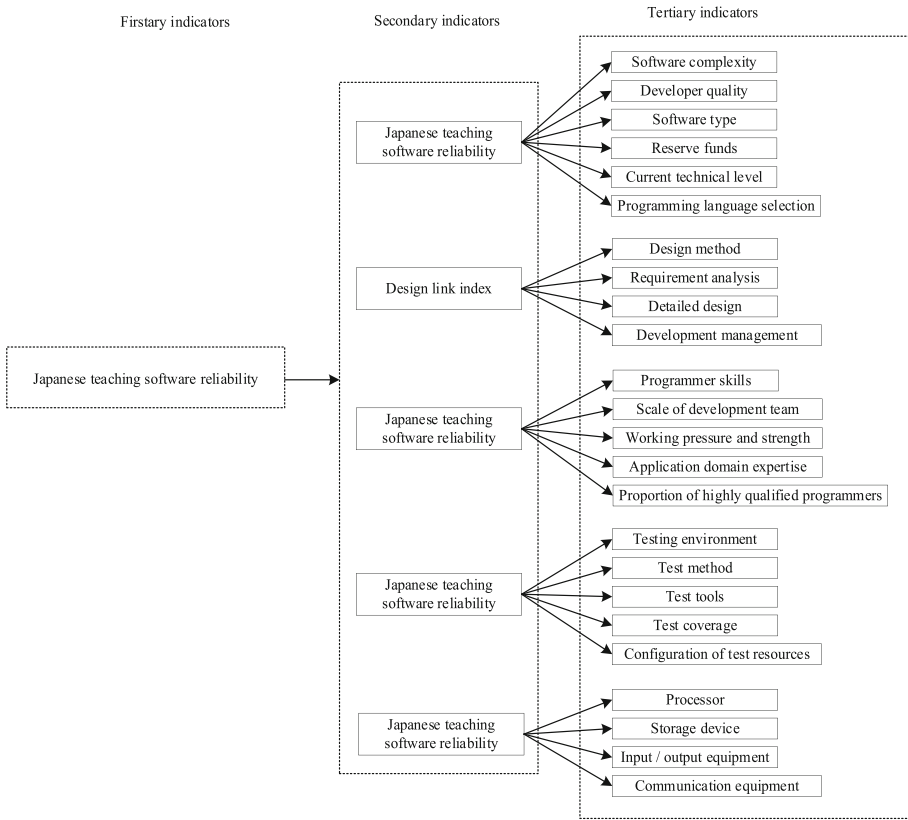 Firstary indicators
Secondary indicators
Tertiary indicators
Japanese teaching software reliability
Japanese teaching
software reliability
Software complexity
Developer quality
Software type
Reserve funds
Current technical level
Programming language selection
Design link index
Design method
Requirement analysis
Detailed design
Development management
Japanese teaching
software reliability
Programmer skills
Scale of development team
Working pressure and strength
Application domain expertise
Proportion of highly qualified programmers
Japanese teaching
software reliability
Testing environment
Test method
Test tools
Test coverage
Configuration of test resources
Japanese teaching
software reliability
Processor
Storage device
Input / output equipment
Communication equipment